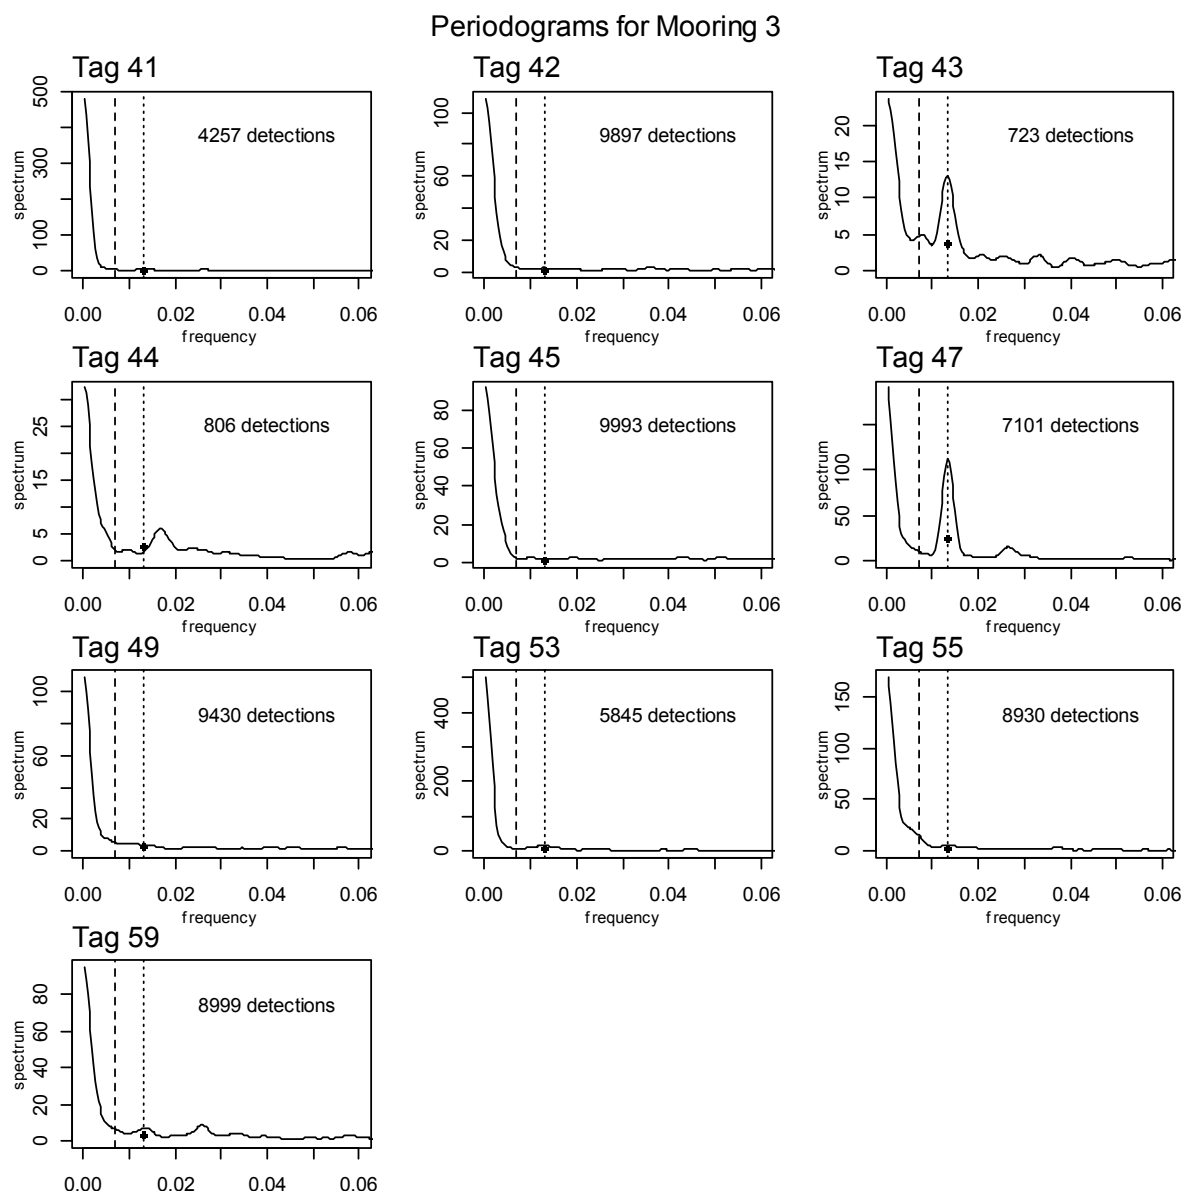 Periodograms for Mooring 3
Tag 41
Tag 42
Tag 43
500
300
100
0
spectrum
4257 detections
0.00 0.02 0.04 0.06
frequency
100
60
20
0
spectrum
9897 detections
0.00 0.02 0.04 0.06
frequency
20
15
10
5
0
spectrum
723 detections
0.00 0.02 0.04 0.06
frequency
Tag 44
Tag 45
Tag 47
25
15
5
0
spectrum
806 detections
0.00 0.02 0.04 0.06
frequency
80
60
40
20
0
spectrum
9993 detections
0.00 0.02 0.04 0.06
frequency
100
50
0
spectrum
7101 detections
0.00 0.02 0.04 0.06
frequency
Tag 49
Tag 53
Tag 55
100
60
20
0
spectrum
9430 detections
0.00 0.02 0.04 0.06
frequency
400
200
0
spectrum
5845 detections
0.00 0.02 0.04 0.06
frequency
150
100
50
0
spectrum
8930 detections
0.00 0.02 0.04 0.06
frequency
Tag 59
80
60
40
20
0
spectrum
8999 detections
0.00 0.02 0.04 0.06